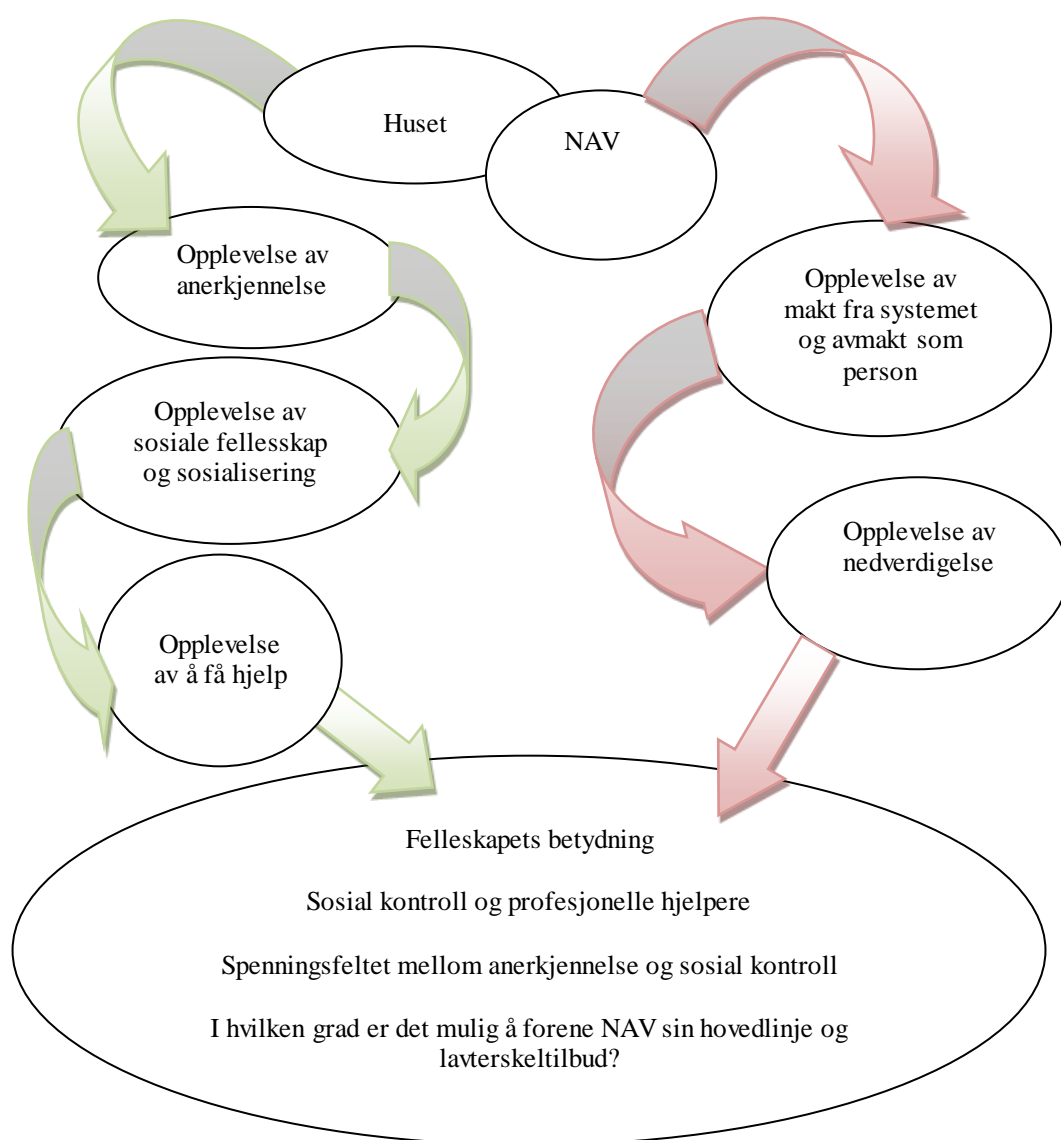 Huset
NAV
Opplevelse av
anerkjennelse
Opplevelse av
sosiale fellesskap
og sosialisering
Opplevelse
av å få hjelp
Opplevelse av
makt fra systemet
og avmakt som
person
Opplevelse av
nedverdigelse
Felleskapets betydning
Sosial kontroll og profesjonelle hjelpere
Spenningsfeltet mellom anerkjennelse og sosial kontroll
I hvilken grad er det mulig å forene NAV sin hovedlinje og
lavterskeltilbud?